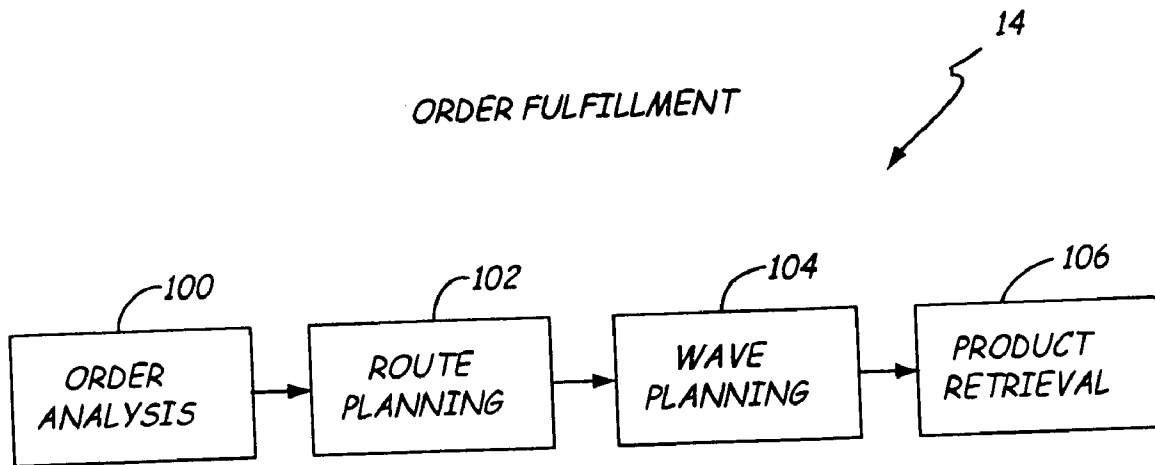 14
ORDER FULFILLMENT
100
102
104
106
ORDER
ANALYSIS
ROUTE
PLANNING
WAVE
PLANNING
PRODUCT
RETRIEVAL